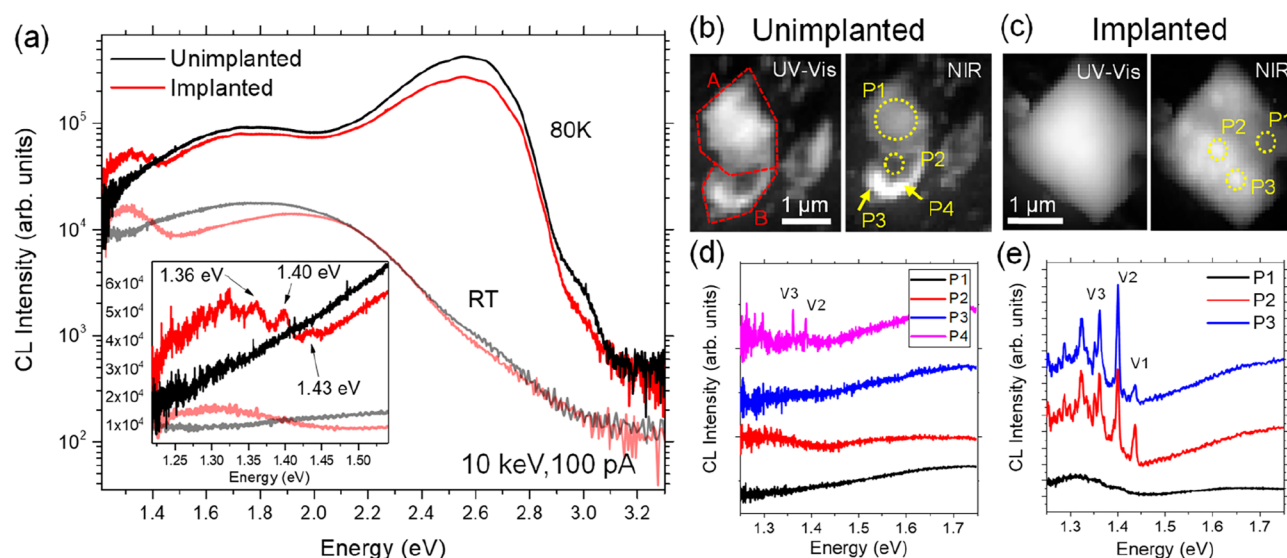 (a)
Unimplanted
Implanted
80K
RT
10 keV,100 pA
CL Intensity (arb. units)
10^5
10^4
10^3
10^2
1.4 1.6 1.8 2.0 2.2 2.4 2.6 2.8 3.0 3.2
Energy (eV)
1.36 eV
1.40 eV
1.43 eV
6x10^4
5x10^4
4x10^4
3x10^4
2x10^4
1x10^4
1.25 1.30 1.35 1.40 1.45 1.50
Energy (eV)
(b) Unimplanted
UV-Vis
A
B
1 µm
NIR
P1
P2
P3
P4
(c) Implanted
UV-Vis
1 µm
NIR
P1
P2
P3
(d)
CL Intensity (arb. units)
V3
V2
P1
P2
P3
P4
1.3 1.4 1.5 1.6 1.7
Energy (eV)
(e)
CL Intensity (arb. units)
V2
V3
V1
P1
P2
P3
1.3 1.4 1.5 1.6 1.7
Energy (eV)